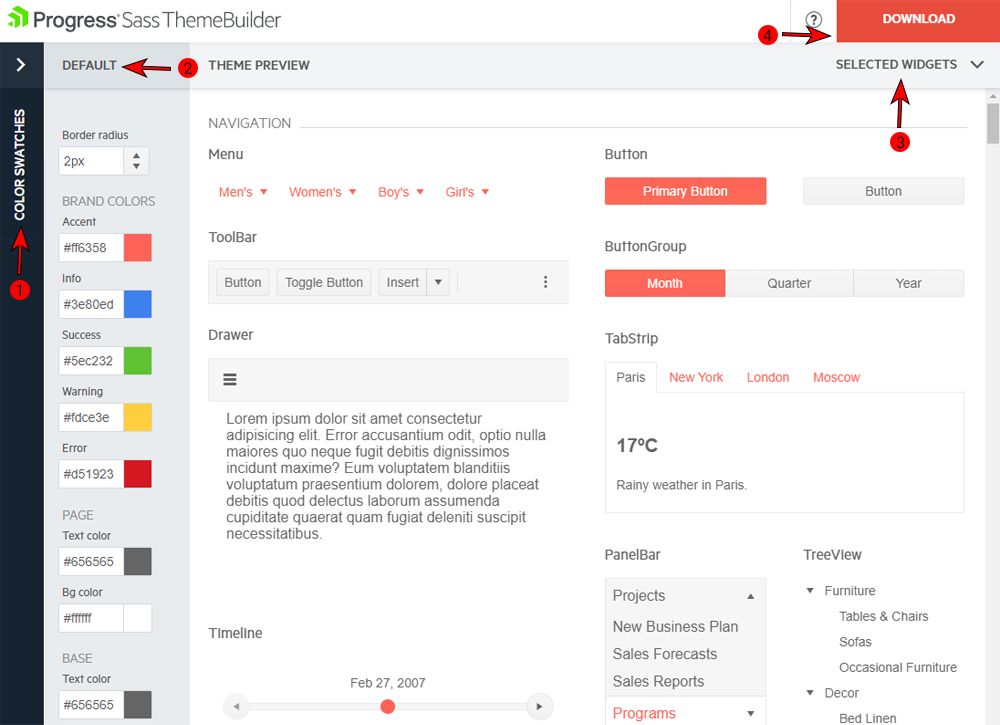 Progress® Sass ThemeBuilder
?
DOWNLOAD
4
COLOR SWATCHES
1
DEFAULT
2
THEME PREVIEW
SELECTED WIDGETS
3
Border radius
2px
BRAND COLORS
Accent
#ff6358
Info
#3e80ed
Success
#5ec232
Warning
#fdce3e
Error
#d51923
PAGE
Text color
#656565
Bg color
#ffffff
BASE
Text color
#656565
NAVIGATION
Menu
Men's
Women's
Boy's
Girl's
ToolBar
Button
Toggle Button
Insert
Drawer
Lorem ipsum dolor sit amet consectetur
adipisicing elit. Error accusantium odit, optio nulla
maiores quo neque fugit debitis dignissimos
incidunt maxime? Eum voluptatem blanditiis
voluptatum praesentium dolorem, dolore placeat
debitis quod delectus laborum assumenda
cupiditate quaerat quam fugiat deleniti suscipit
necessitatibus.
Timeline
Feb 27, 2007
Button
Primary Button
Button
ButtonGroup
Month
Quarter
Year
TabStrip
Paris
New York
London
Moscow
17ºC
Rainy weather in Paris.
PanelBar
Projects
New Business Plan
Sales Forecasts
Sales Reports
Programs
TreeView
Furniture
Tables & Chairs
Sofas
Occasional Furniture
Decor
Bed Linen